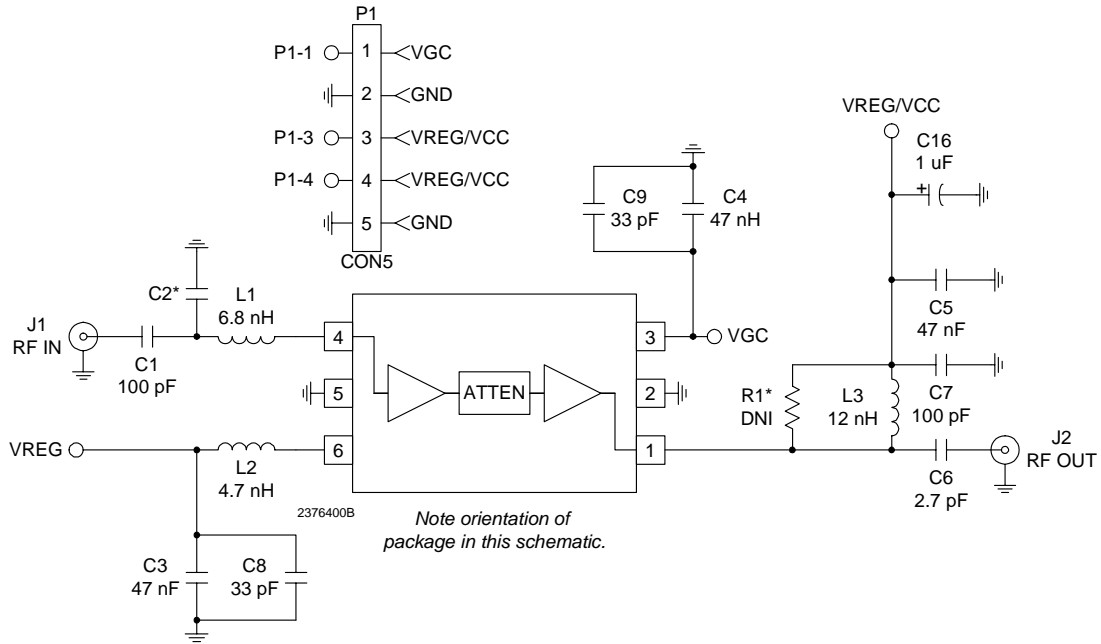 P1
P1-1
1
VGC
2
GND
P1-3
3
VREG/VCC
P1-4
4
VREG/VCC
5
GND
CON5
VREG/VCC
C16
1 uF
+
C9
33 pF
C4
47 nH
C5
47 nF
C2*
L1
6.8 nH
J1
RF IN
C1
100 pF
4
3
VGC
5
ATTEN
2
R1*
DNI
L3
12 nH
C7
100 pF
VREG
L2
4.7 nH
6
1
C6
2.7 pF
J2
RF OUT
2376400B
Note orientation of
package in this schematic.
C3
47 nF
C8
33 pF